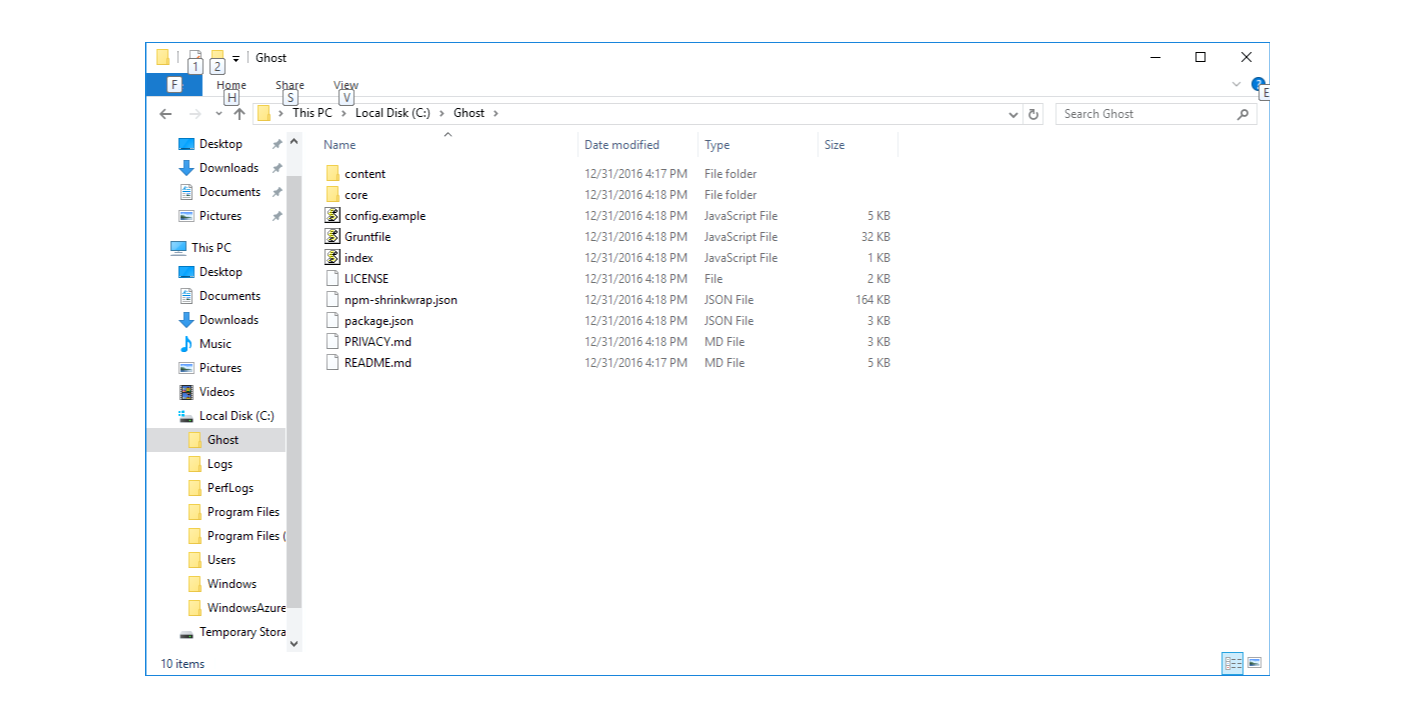 1 2 Ghost
F Home Share View
H S V E
This PC Local Disk (C:) Ghost Search Ghost
Name Date modified Type Size
Desktop
Downloads
Documents
Pictures
This PC
Desktop
Documents
Downloads
Music
Pictures
Videos
Local Disk (C:)
Ghost
Logs
PerfLogs
Program Files
Program Files (
Users
Windows
WindowsAzure
Temporary Stora
content 12/31/2016 4:17 PM File folder
core 12/31/2016 4:18 PM File folder
config.example 12/31/2016 4:18 PM JavaScript File 5 KB
Gruntfile 12/31/2016 4:18 PM JavaScript File 32 KB
index 12/31/2016 4:18 PM JavaScript File 1 KB
LICENSE 12/31/2016 4:18 PM File 2 KB
npm-shrinkwrap.json 12/31/2016 4:18 PM JSON File 164 KB
package.json 12/31/2016 4:18 PM JSON File 3 KB
PRIVACY.md 12/31/2016 4:18 PM MD File 3 KB
README.md 12/31/2016 4:17 PM MD File 5 KB
10 items